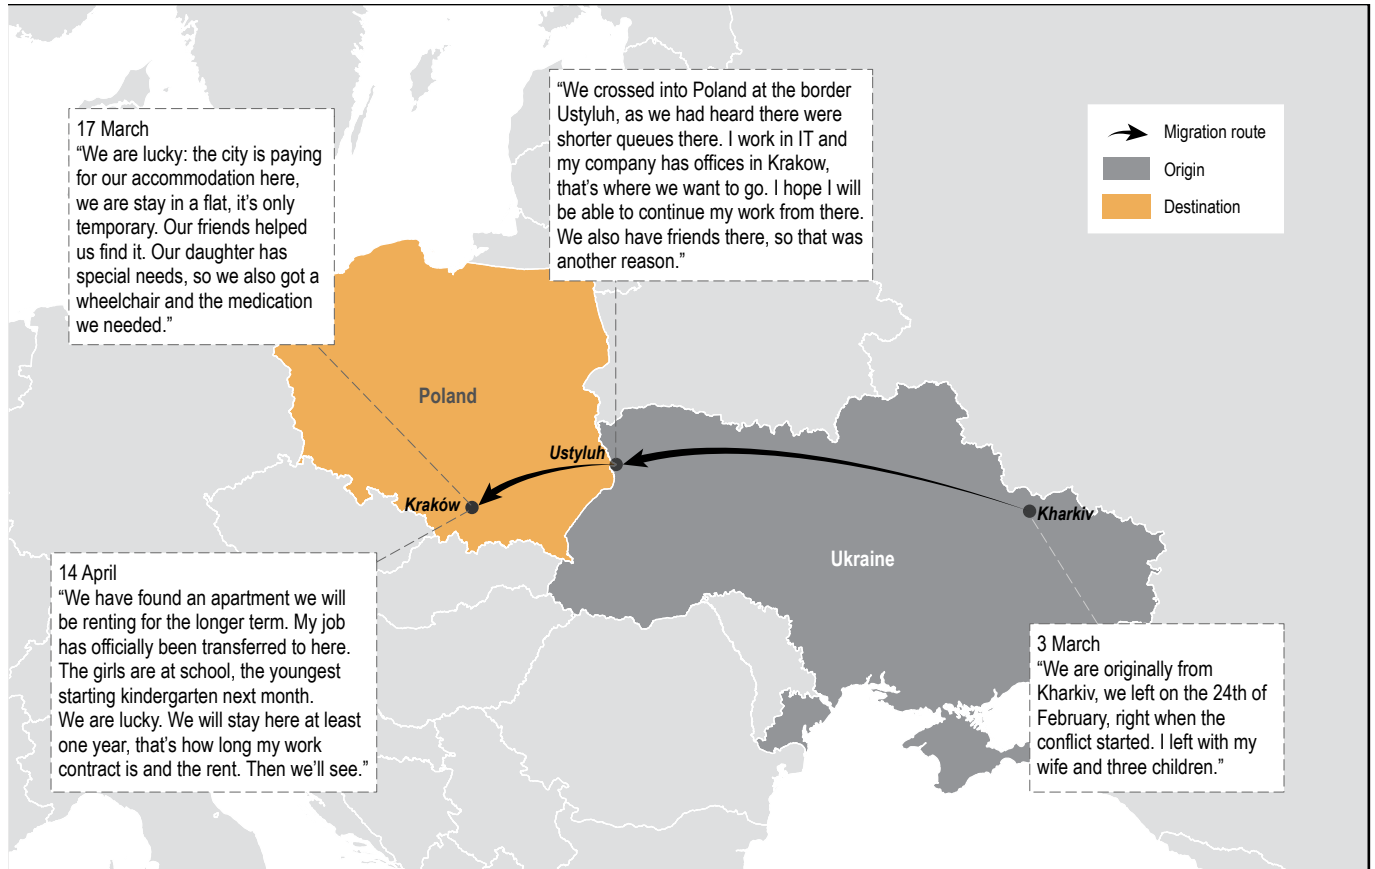 17 March
“We are lucky: the city is paying
for our accommodation here,
we are stay in a flat, it’s only
temporary. Our friends helped
us find it. Our daughter has
special needs, so we also got a
wheelchair and the medication
we needed.”
“We crossed into Poland at the border
Ustyluh, as we had heard there were
shorter queues there. I work in IT and
my company has offices in Krakow,
that’s where we want to go. I hope I will
be able to continue my work from there.
We also have friends there, so that was
another reason.”
Migration route
Origin
Destination
Poland
Ustyluh
Kraków
Kharkiv
Ukraine
14 April
“We have found an apartment we will
be renting for the longer term. My job
has officially been transferred to here.
The girls are at school, the youngest
starting kindergarten next month.
We are lucky. We will stay here at least
one year, that’s how long my work
contract is and the rent. Then we’ll see.”
3 March
“We are originally from
Kharkiv, we left on the 24th of
February, right when the
conflict started. I left with my
wife and three children.”